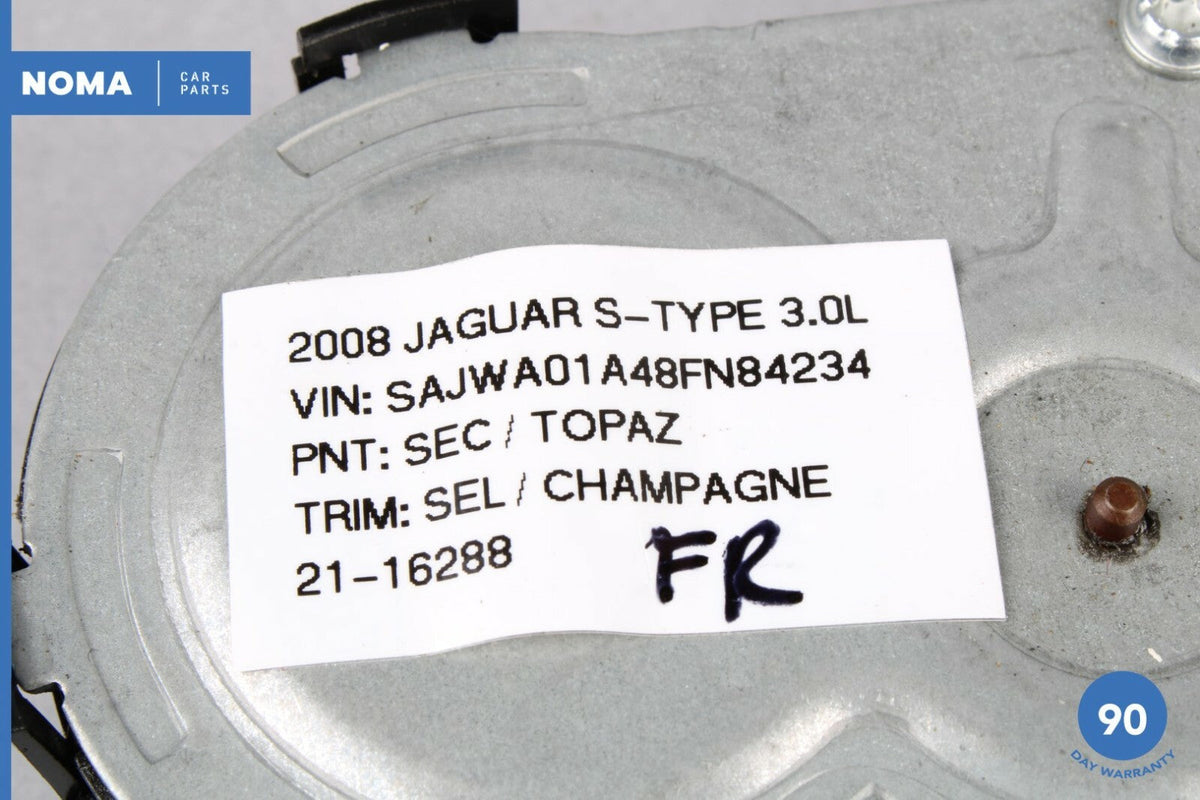 NOMA
CAR
PARTS
2008 JAGUAR S-TYPE 3.0L
VIN: SAJWA01A48FN84234
PNT: SEC / TOPAZ
TRIM: SEL / CHAMPAGNE
21-16288
FR
90
DAY WARRANTY